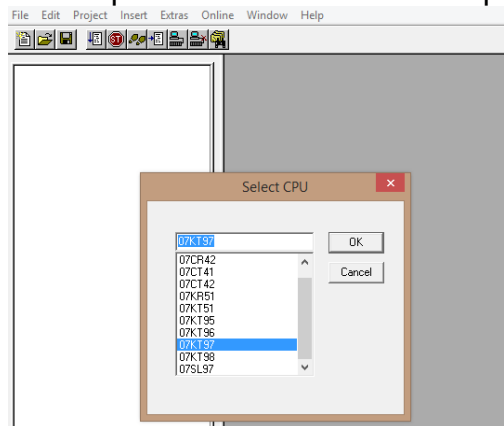 File Edit Project Insert Extras Online Window Help
Select CPU
07KT97
OK
07CR42
07CT41
Cancel
07CT42
07KR51
07KT51
07KT95
07KT96
07KT97
07KT98
07SL97